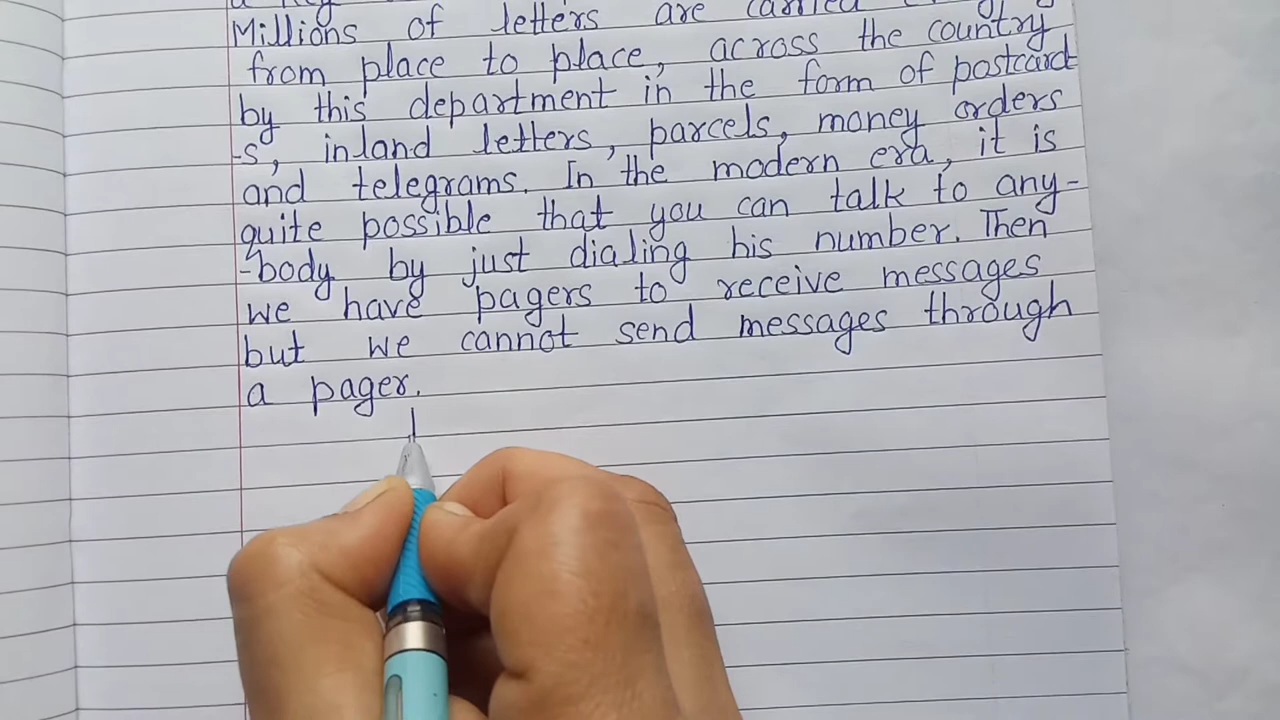 Millions of letters are carried
from place to place, across the country
by this department in the form of postcard
-s, inland letters, parcels, money orders
and telegrams. In the modern era, it is
quite possible that you can talk to any-
-body by just dialing his number. Then
we have pagers to receive messages
but we cannot send messages through
a pager.